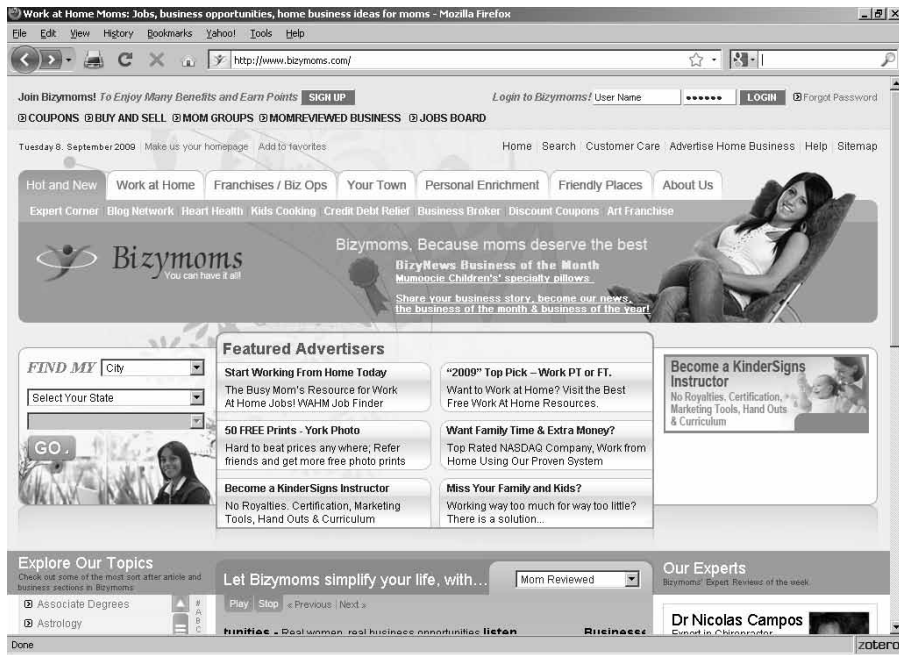 Work at Home Moms: Jobs, business opportunities, home business ideas for moms - Mozilla Firefox
File Edit View History Bookmarks Yahoo! Tools Help
http://www.bizymoms.com/
Join Bizymoms! To Enjoy Many Benefits and Earn Points SIGN UP Login to Bizymoms! User Name •••••• LOGIN Forgot Password
COUPONS BUY AND SELL MOM GROUPS MOMREVIEWED BUSINESS JOBS BOARD
Tuesday 8. September 2009 Make us your homepage Add to favorites Home Search Customer Care Advertise Home Business Help Sitemap
Hot and New Work at Home Franchises / Biz Ops Your Town Personal Enrichment Friendly Places About Us
Expert Corner Blog Network Heart Health Kids Cooking Credit Debt Relief Business Broker Discount Coupons Art Franchise
Bizymoms
You can have it all!
Bizymoms, Because moms deserve the best
BizyNews Business of the Month
Mumoocie Children's' specialty pillows
Share your business story, become our news,
the business of the month & business of the year!
FIND MY City
Select Your State
GO
Featured Advertisers
Start Working From Home Today
The Busy Mom's Resource for Work
At Home Jobs! WAHM Job Finder
"2009" Top Pick – Work PT or FT.
Want to Work at Home? Visit the Best
Free Work At Home Resources.
50 FREE Prints - York Photo
Hard to beat prices anywhere; Refer
friends and get more free photo prints
Want Family Time & Extra Money?
Top Rated NASDAQ Company, Work from
Home Using Our Proven System
Become a KinderSigns Instructor
No Royalties. Certification, Marketing
Tools, Hand Outs & Curriculum
Miss Your Family and Kids?
Working way too much for way too little?
There is a solution...
Become a KinderSigns
Instructor
No Royalties. Certification,
Marketing Tools, Hand Outs
& Curriculum
Explore Our Topics
Check out some of the most sort after article and
business sections in Bizymoms
Associate Degrees
Astrology
#
A
B
C
Let Bizymoms simplify your life, with... Mom Reviewed
Play Stop « Previous | Next »
tunities - Real women, real business opportunities listen Business
Our Experts
Bizymoms' Expert Reviews of the week
Dr Nicolas Campos
Expert in Chiropractor
Done zotero